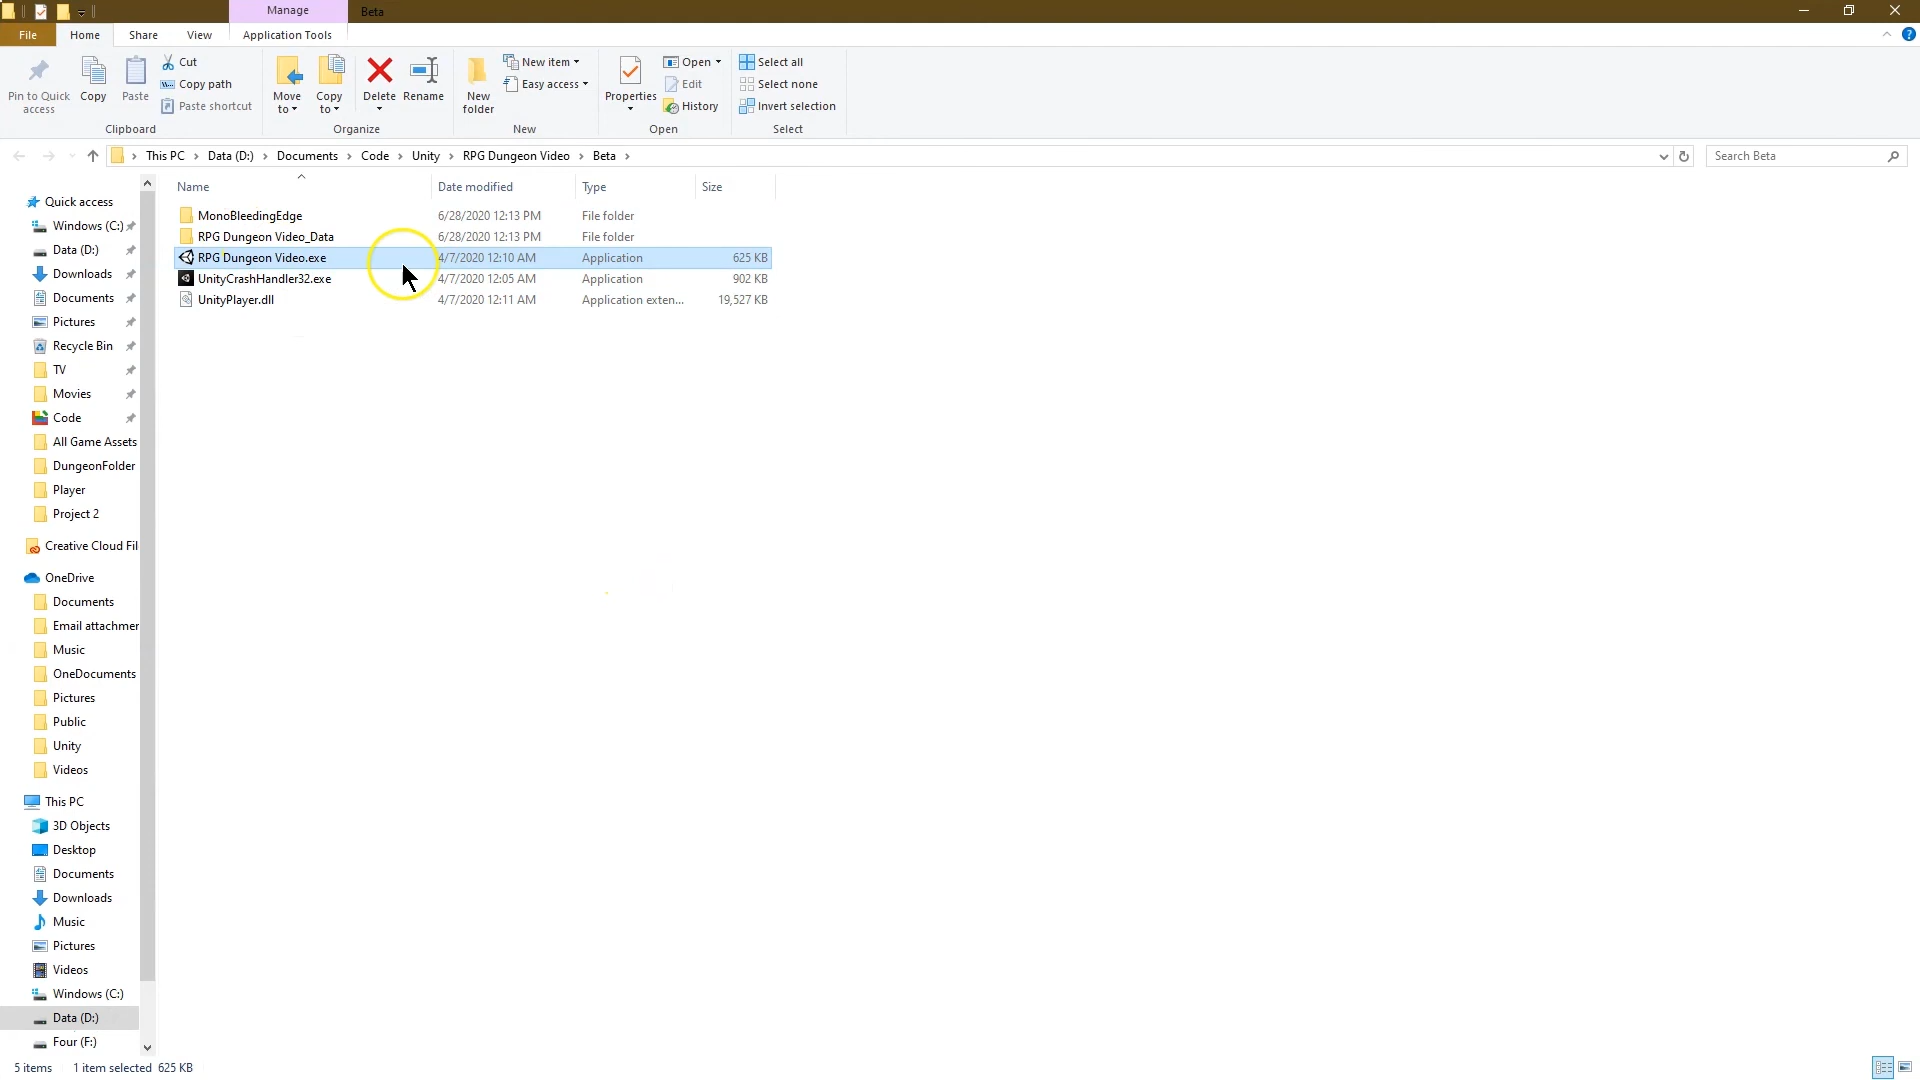 Manage
Beta
File
Home
Share
View
Application Tools
Pin to Quick access
Copy
Paste
Cut
Copy path
Paste shortcut
Clipboard
Move to
Copy to
Delete
Rename
Organize
New folder
New item
Easy access
New
Properties
Open
Edit
History
Open
Select all
Select none
Invert selection
Select
This PC > Data (D:) > Documents > Code > Unity > RPG Dungeon Video > Beta >
Search Beta
Name Date modified Type Size
MonoBleedingEdge 6/28/2020 12:13 PM File folder
RPG Dungeon Video_Data 6/28/2020 12:13 PM File folder
RPG Dungeon Video.exe 4/7/2020 12:10 AM Application 625 KB
UnityCrashHandler32.exe 4/7/2020 12:05 AM Application 902 KB
UnityPlayer.dll 4/7/2020 12:11 AM Application exten... 19,527 KB
Quick access
Windows (C:)
Data (D:)
Downloads
Documents
Pictures
Recycle Bin
TV
Movies
Code
All Game Assets
DungeonFolder
Player
Project 2
Creative Cloud Fil
OneDrive
Documents
Email attachmer
Music
OneDocuments
Pictures
Public
Unity
Videos
This PC
3D Objects
Desktop
Documents
Downloads
Music
Pictures
Videos
Windows (C:)
Data (D:)
Four (F:)
5 items 1 item selected 625 KB